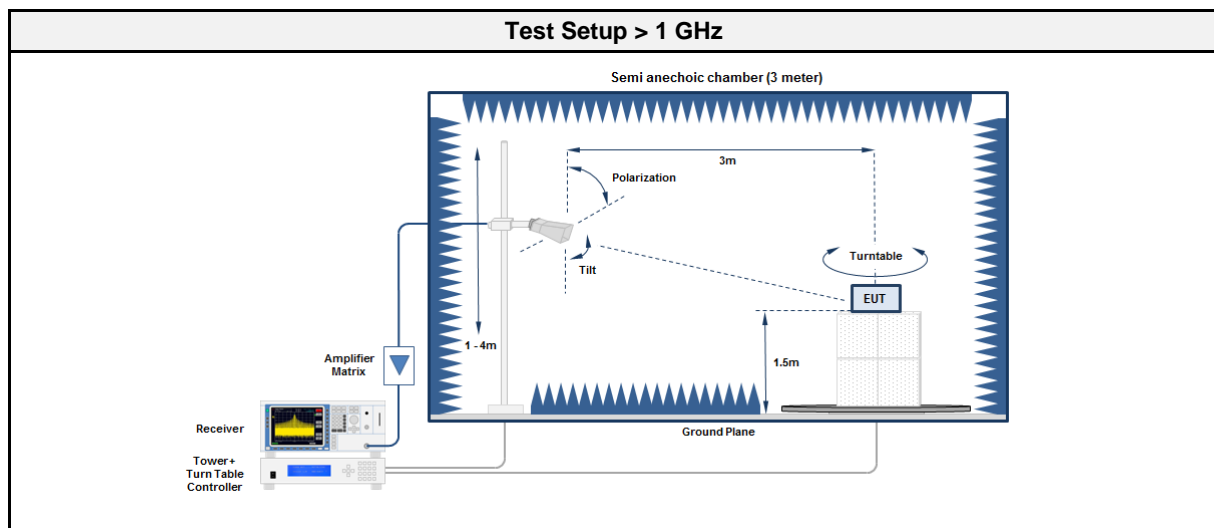 Test Setup > 1 GHz
Semi anechoic chamber (3 meter)
3m
Polarization
Turntable
Tilt
EUT
1 - 4m
1.5m
Amplifier
Matrix
Receiver
Ground Plane
Tower+
Turn Table
Controller